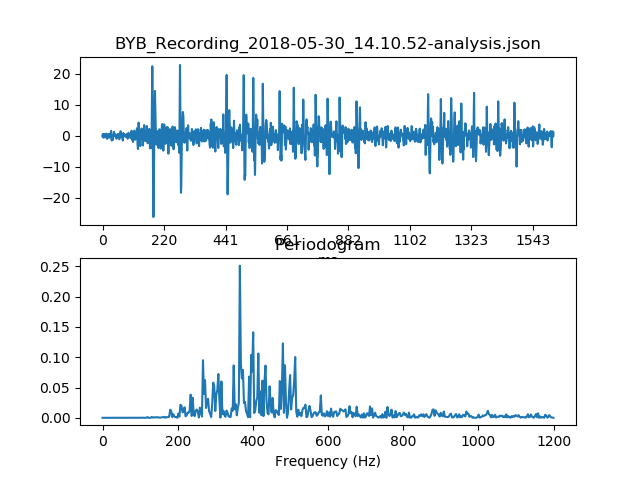 BYB_Recording_2018-05-30_14.10.52-analysis.json
20
10
0
−10
−20
0 220 441 661 882 1102 1323 1543
ms
Periodogram
0.25
0.20
0.15
0.10
0.05
0.00
0 200 400 600 800 1000 1200
Frequency (Hz)